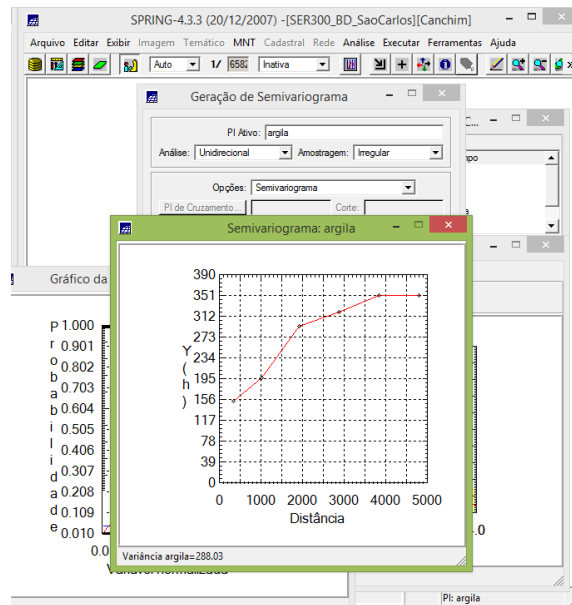 SPRING-4.3.3 (20/12/2007) -[SER300_BD_SaoCarlos][Canchim]
Arquivo Editar Exibir Imagem Temático MNT Cadastral Rede Análise Executar Ferramentas Ajuda
Auto 1/ Inativa
Geração de Semivariograma
PI Ativo: argila
Análise: Unidirecional Amostragem: Irregular
Opções: Semivariograma
PI de Cruzamento... Corte:
C...
Semivariograma: argila
390
351
312
273
234
195
156
117
78
39
0
Y(h)
0 1000 2000 3000 4000 5000
Distância
Variância argila=288.03
Gráfico da
Probabilidade
1.000
0.901
0.802
0.703
0.604
0.505
0.406
0.307
0.208
0.109
0.010
0.0
PI: argila